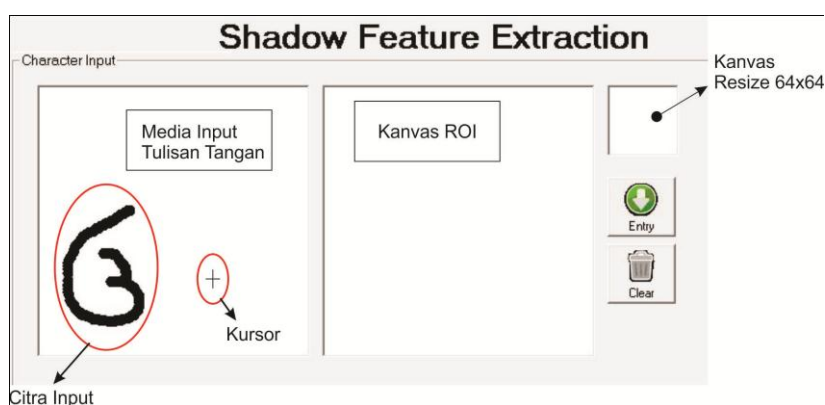 Shadow Feature Extraction
Character Input
Kanvas
Resize 64x64
Media Input
Tulisan Tangan
Kanvas ROI
Entry
Clear
Kursor
Citra Input